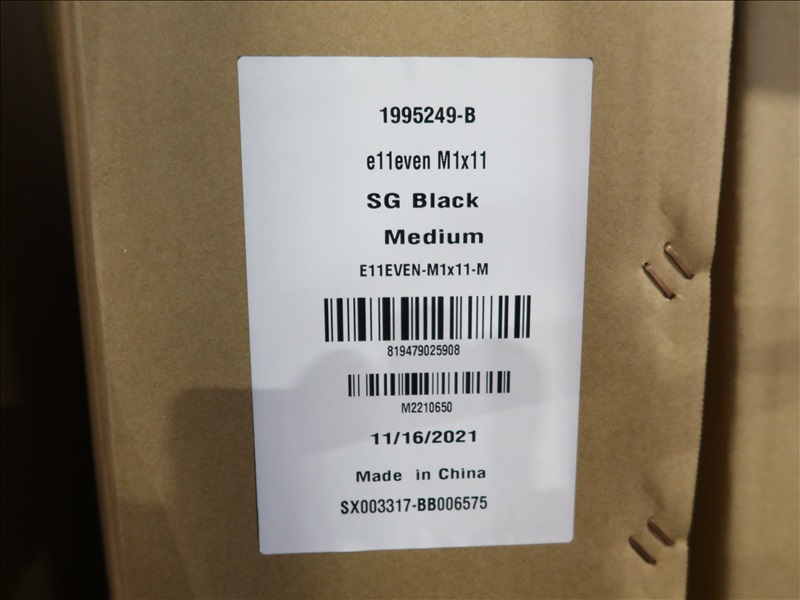 1995249-B
e11even M1x11
SG Black
Medium
E11EVEN-M1x11-M
819479025908
M2210650
11/16/2021
Made in China
SX003317-BB006575